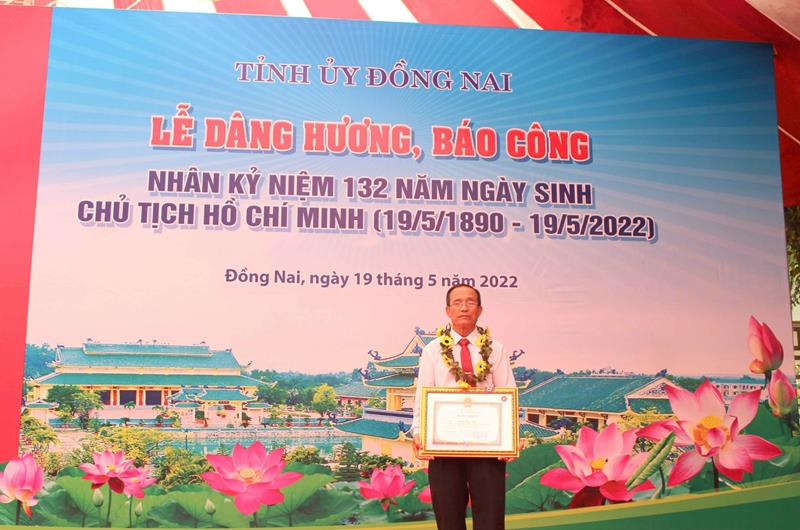 TỈNH ỦY ĐỒNG NAI
LỄ DÂNG HƯƠNG, BÁO CÔNG
NHÂN KỶ NIỆM 132 NĂM NGÀY SINH
CHỦ TỊCH HỒ CHÍ MINH (19/5/1890 - 19/5/2022)
Đồng Nai, ngày 19 tháng 5 năm 2022